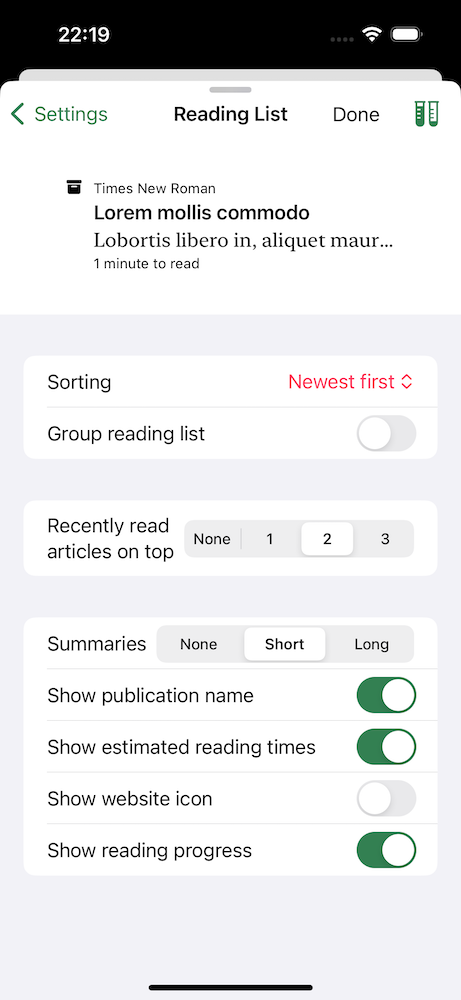 22:19
Settings
Reading List
Done
Times New Roman
Lorem mollis commodo
Lobortis libero in, aliquet maur...
1 minute to read
Sorting
Newest first
Group reading list
Recently read
articles on top
None 1 2 3
Summaries
None Short Long
Show publication name
Show estimated reading times
Show website icon
Show reading progress